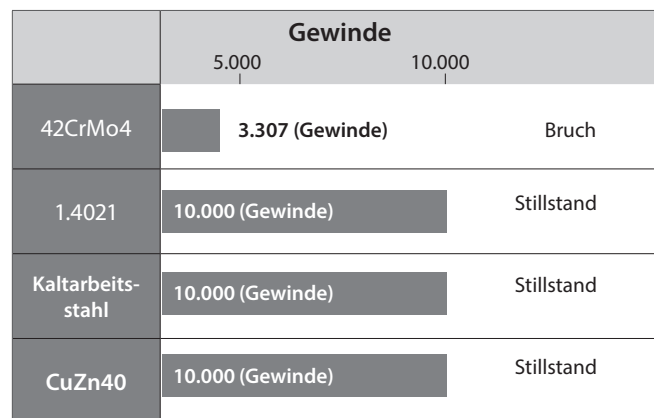 Gewinde
5.000 10.000
42CrMo4 3.307 (Gewinde) Bruch
1.4021 10.000 (Gewinde) Stillstand
Kaltarbeits-
stahl 10.000 (Gewinde) Stillstand
CuZn40 10.000 (Gewinde) Stillstand